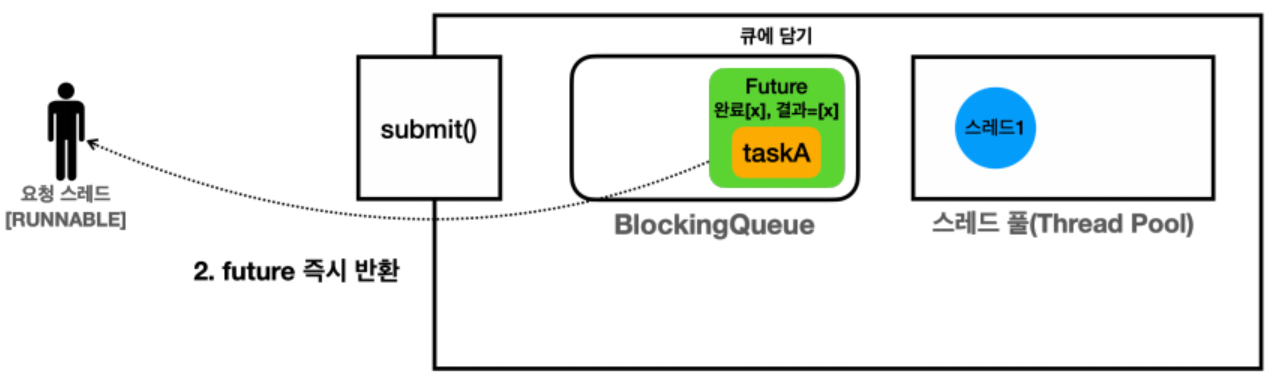 큐에 담기
submit()
Future
완료[x], 결과=[x]
taskA
스레드1
요청 스레드
[RUNNABLE]
BlockingQueue
스레드 풀(Thread Pool)
2. future 즉시 반환